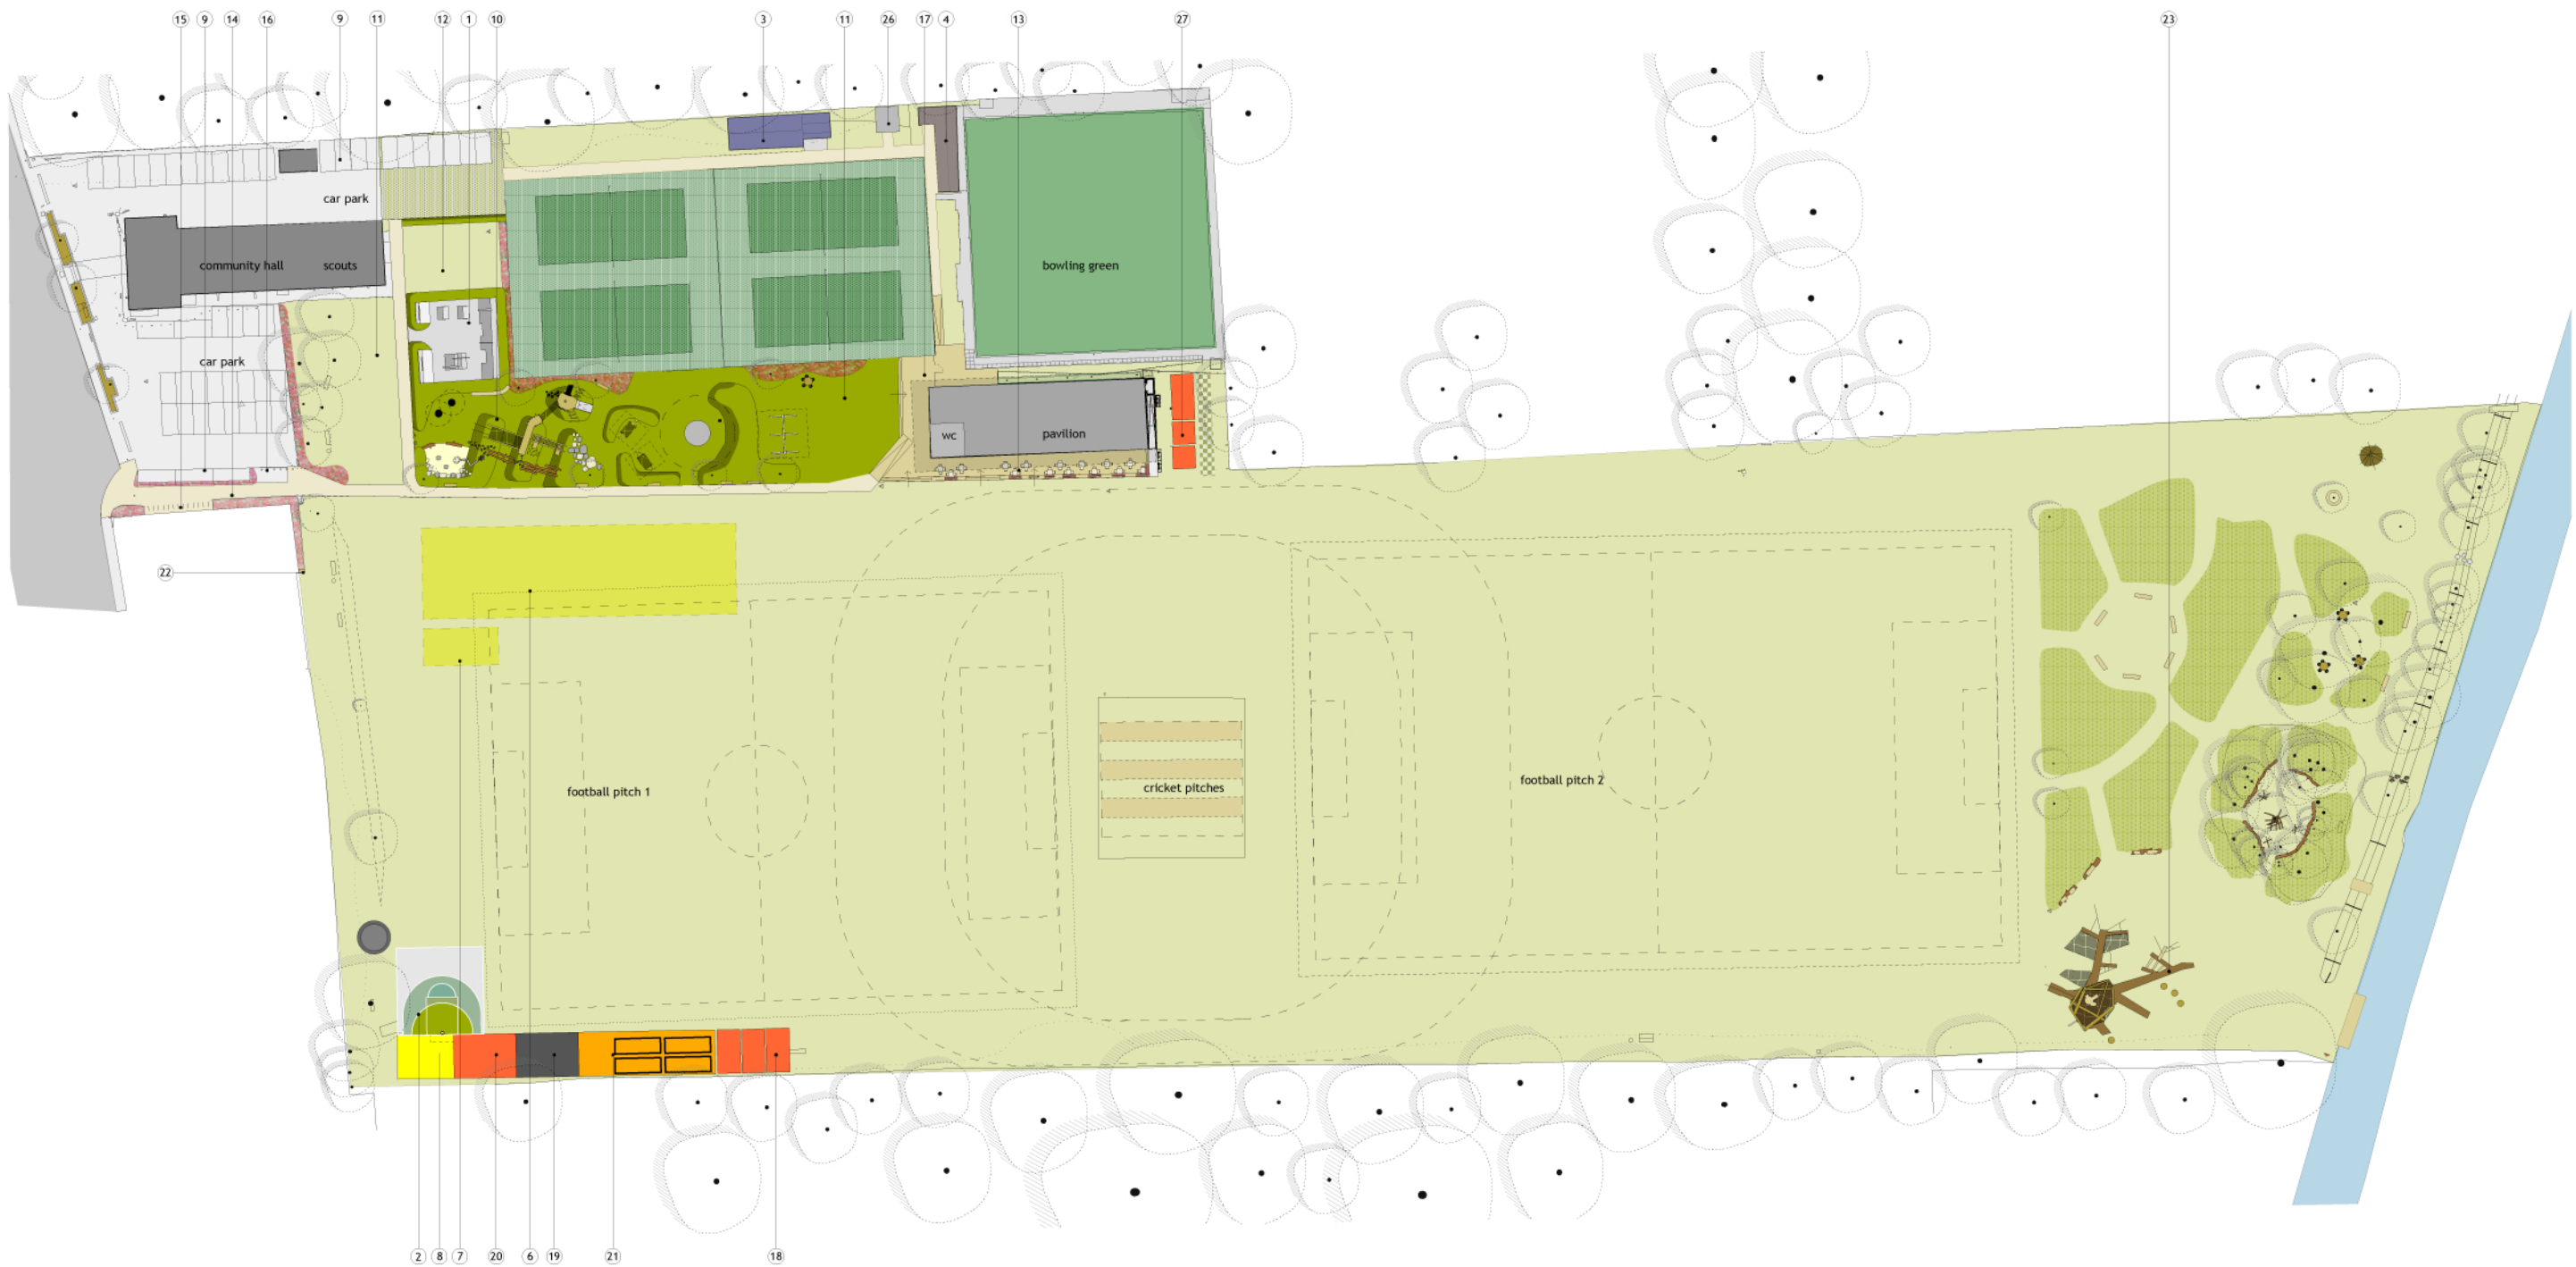 15 9 14 16 9 11 12 1 10 3 11 26 17 4 13 27 23
car park
community hall scouts
bowling green
car park
wc pavilion
22
football pitch 1
cricket pitches
football pitch 2
2 8 7 20 6 19 21 18